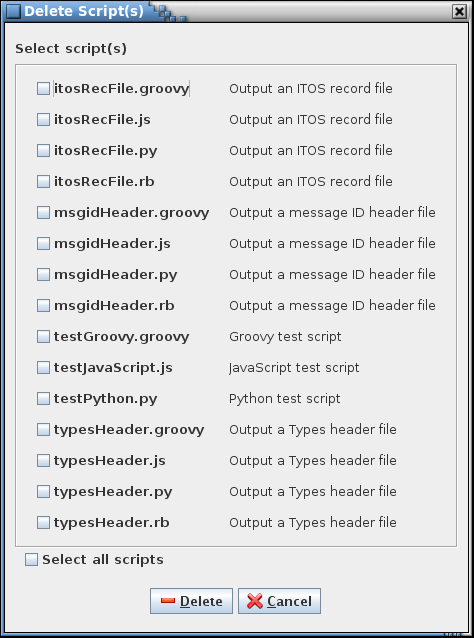 Delete Script(s)
Select script(s)
itosRecFile.groovy Output an ITOS record file
itosRecFile.js Output an ITOS record file
itosRecFile.py Output an ITOS record file
itosRecFile.rb Output an ITOS record file
msgidHeader.groovy Output a message ID header file
msgidHeader.js Output a message ID header file
msgidHeader.py Output a message ID header file
msgidHeader.rb Output a message ID header file
testGroovy.groovy Groovy test script
testJavaScript.js JavaScript test script
testPython.py Python test script
typesHeader.groovy Output a Types header file
typesHeader.js Output a Types header file
typesHeader.py Output a Types header file
typesHeader.rb Output a Types header file
Select all scripts
Delete Cancel